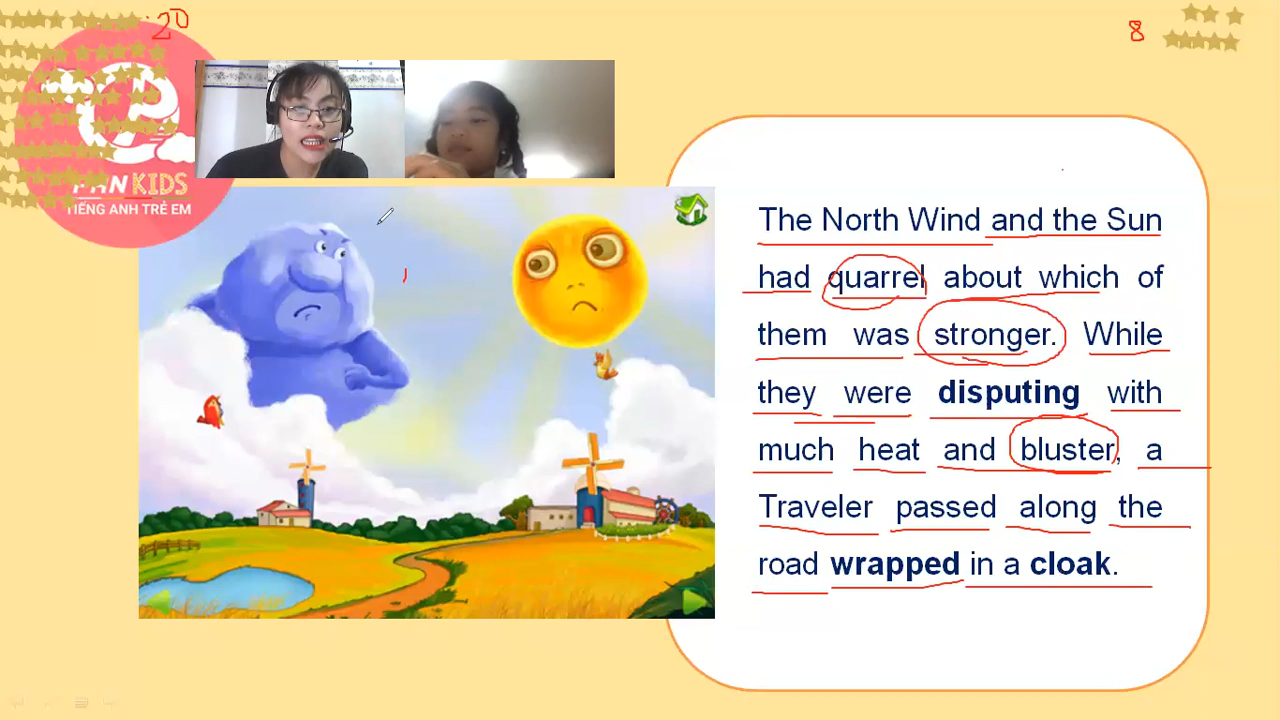 20
8
KIDS
TIẾNG ANH TRẺ EM
The North Wind and the Sun
had quarrel about which of
them was stronger. While
they were disputing with
much heat and bluster, a
Traveler passed along the
road wrapped in a cloak.